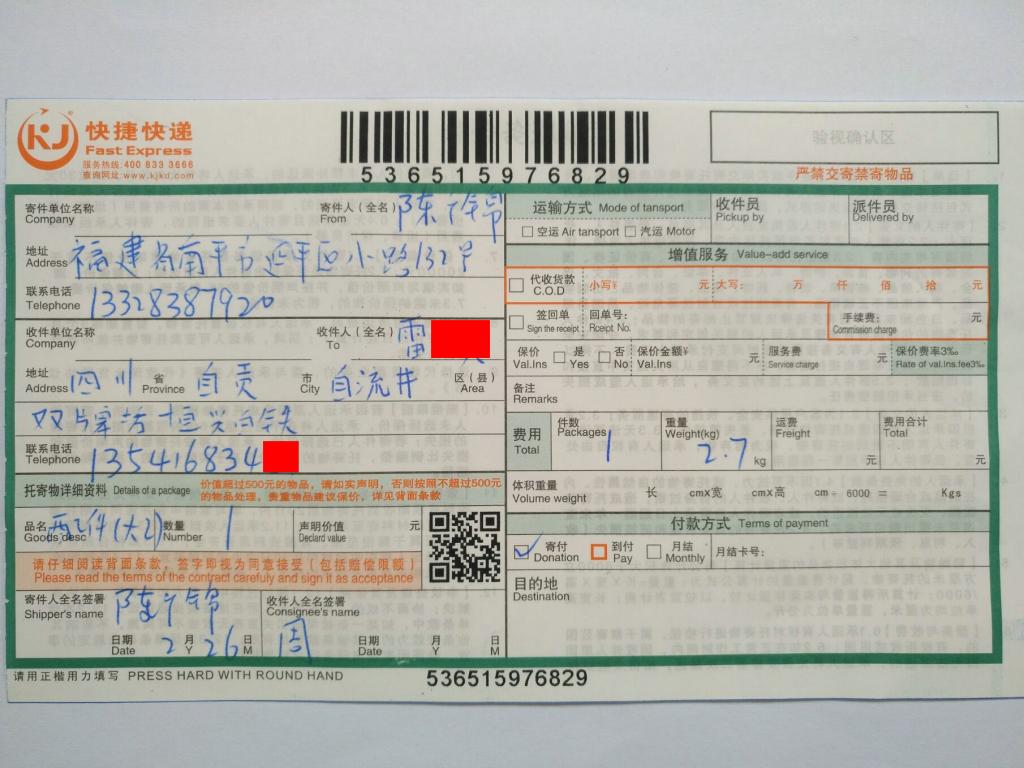 KJ 快捷快递
Fast Express
服务热线:400 833 3666
查询网址:www.kjkd.com
536515976829
验视确认区
严禁交寄禁寄物品
寄件单位名称 Company
寄件人(全名) From 陈
地址 Address 福建省南平市延平区小路132号
联系电话 Telephone 13328387920
收件单位名称 Company
收件人(全名) To 雷
地址 Address 四川 省 Province 自贡 市 City 自流井 区(县) Area
双牌坊恒兴白铁
联系电话 Telephone 135416834
托寄物详细资料 Details of a package
价值超过500元的物品,请如实声明,否则按照不超过500元
的物品处理,贵重物品建议保价,详见背面条款
品名 Goods desc 数量 Number 1 声明价值 Declard value 元
请仔细阅读背面条款,签字即视为同意接受(包括赔偿限额)
Please read the terms of the contract carefuly and sign it as acceptance
寄件人全名签署 Shipper's name 陈
日期 Date 2 月 Y 26 日 M
收件人全名签署 Consignee's name 周
日期 Date 月 Y 日 M
运输方式 Mode of tansport
空运 Air tansport 汽运 Motor
收件员 Pickup by
派件员 Delivered by
增值服务 Value-add service
代收货款 C.O.D 小写¥ 元 大写: 万 仟 佰 拾 元
签回单 Sign the receipt 回单号: Rceipt No.
手续费: Commission charge 元
保价 Val.Ins 是 Yes 否 No 保价金额¥ Val.Ins 元 服务费 Service charge 元 保价费率3‰ Rate of val.Ins.fee3‰
备注 Remarks
费用 Total 件数 Packages 1 重量 Weight(kg) 2.7 kg 运费 Freight 元 费用合计 Total 元
体积重量 Volume weight 长 cmX宽 cmX高 cm÷ 6000 = Kgs
付款方式 Terms of payment
寄付 Donation 到付 Pay 月结 Monthly 月结卡号:
目的地 Destination
请用正楷用力填写 PRESS HARD WITH ROUND HAND
536515976829